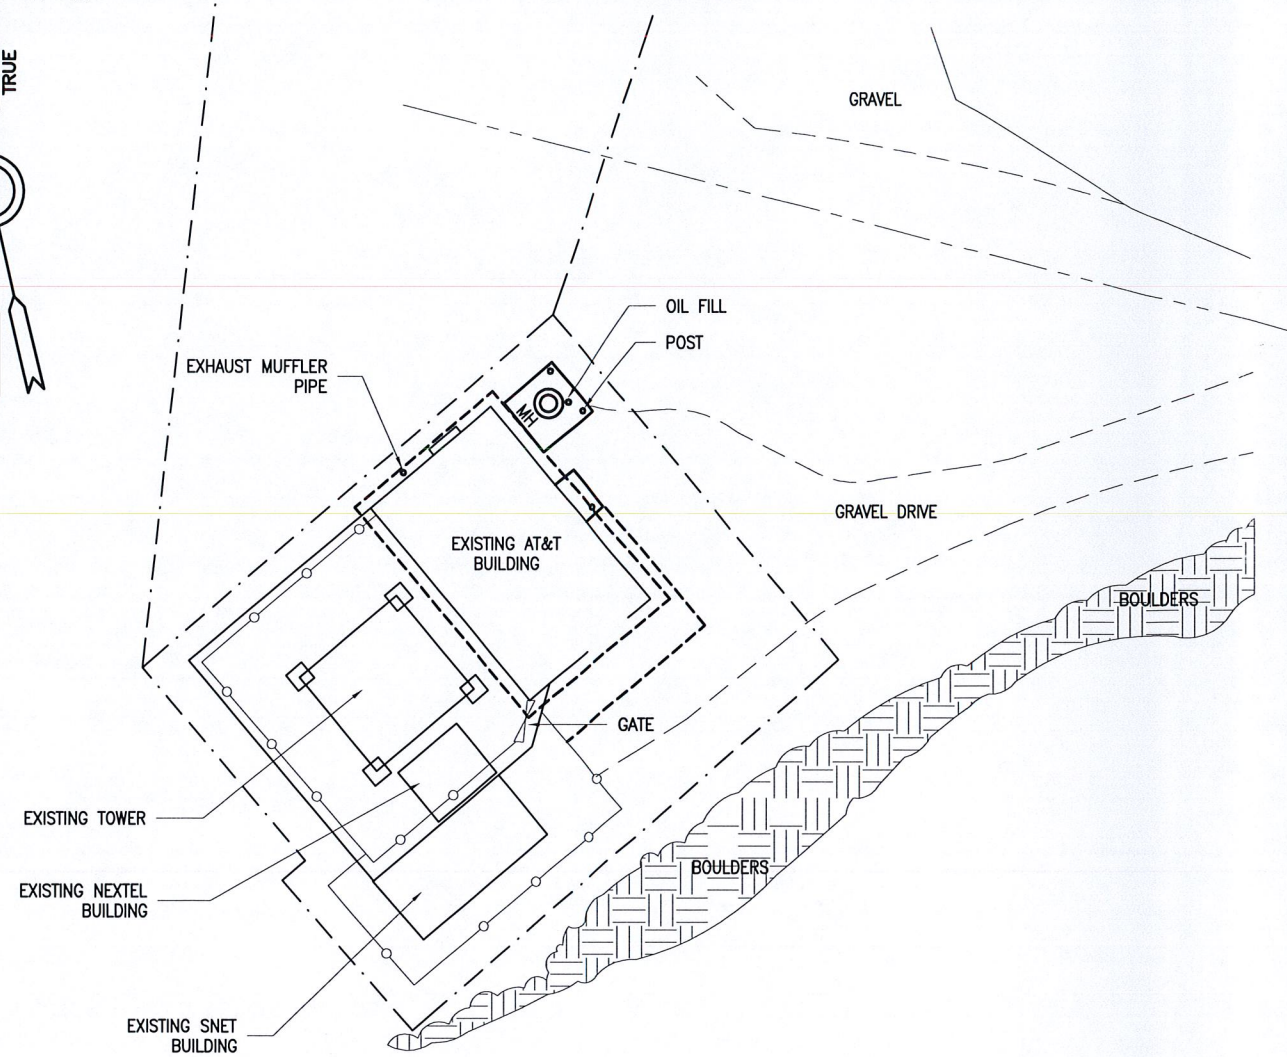 TRUE
GRAVEL
OIL FILL
POST
EXHAUST MUFFLER
PIPE
MH
GRAVEL DRIVE
EXISTING AT&T
BUILDING
BOULDERS
GATE
EXISTING TOWER
BOULDERS
EXISTING NEXTEL
BUILDING
EXISTING SNET
BUILDING